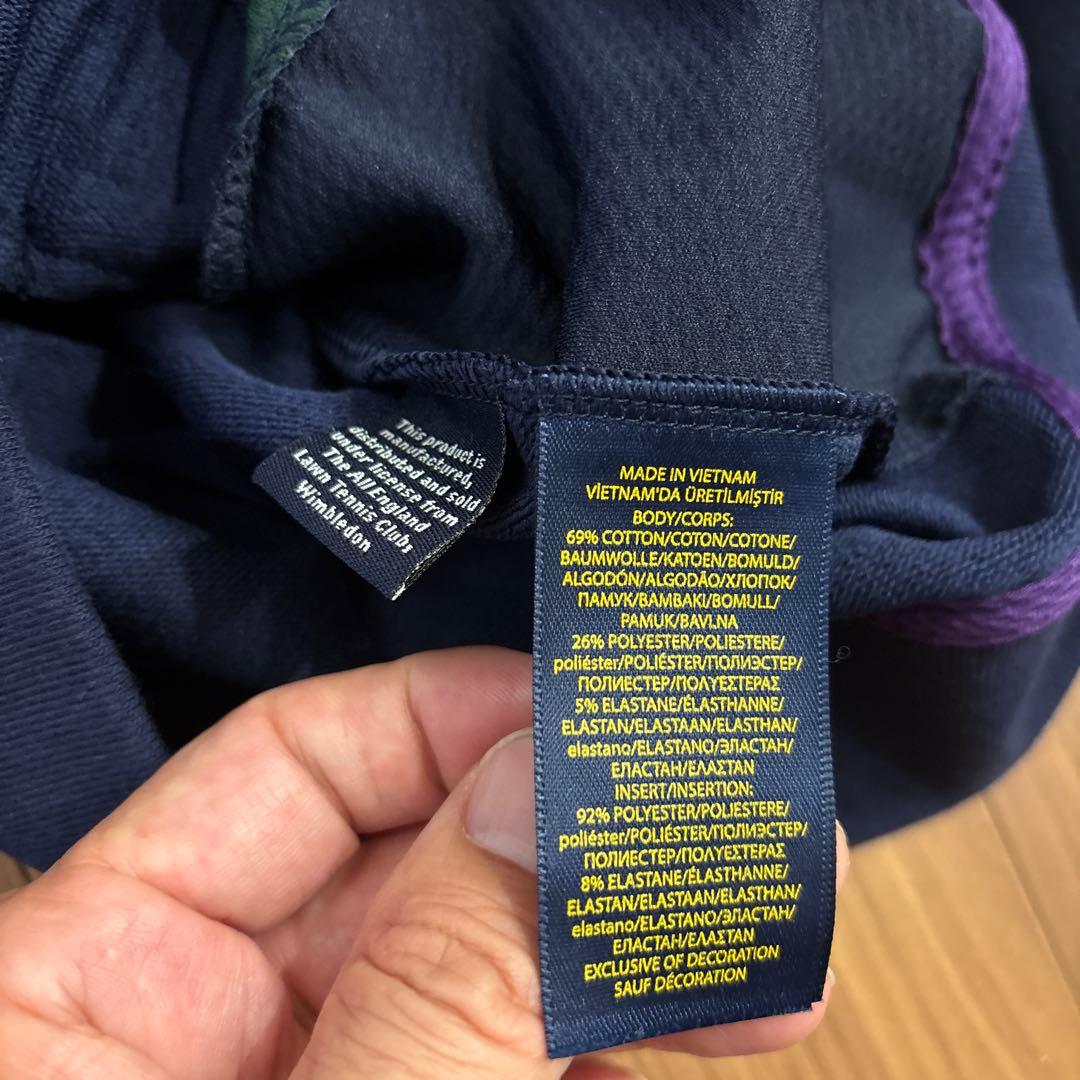 This product is
manufactured,
distributed and sold
under license from
The All England
Lawn Tennis Club,
Wimbledon
MADE IN VIETNAM
VİETNAM'DA ÜRETİLMİŞTİR
BODY/CORPS:
69% COTTON/COTON/COTONE/
BAUMWOLLE/KATOEN/BOMULD/
ALGODÓN/ALGODÃO/ХЛОПОК/
ПАМУК/ΒΑΜΒΑΚΙ/BOMULL/
PAMUK/BAVLNA
26% POLYESTER/POLIESTERE/
poliéster/POLIÉSTER/ПОЛИЭСТЕР/
ПОЛИЕСТЕР/ΠΟΛΥΕΣΤΕΡΑΣ
5% ELASTANE/ÉLASTHANNE/
ELASTAN/ELASTAAN/ELASTHAN/
elastano/ELASTANO/ЭЛАСТАН/
ЕЛАСТАН/ΕΛΑΣΤΑΝ
INSERT/INSERTION:
92% POLYESTER/POLIESTERE/
poliéster/POLIÉSTER/ПОЛИЭСТЕР/
ПОЛИЕСТЕР/ΠΟΛΥΕΣΤΕΡΑΣ
8% ELASTANE/ÉLASTHANNE/
ELASTAN/ELASTAAN/ELASTHAN/
elastano/ELASTANO/ЭЛАСТАН/
ЕЛАСТАН/ΕΛΑΣΤΑΝ
EXCLUSIVE OF DECORATION
SAUF DÉCORATION